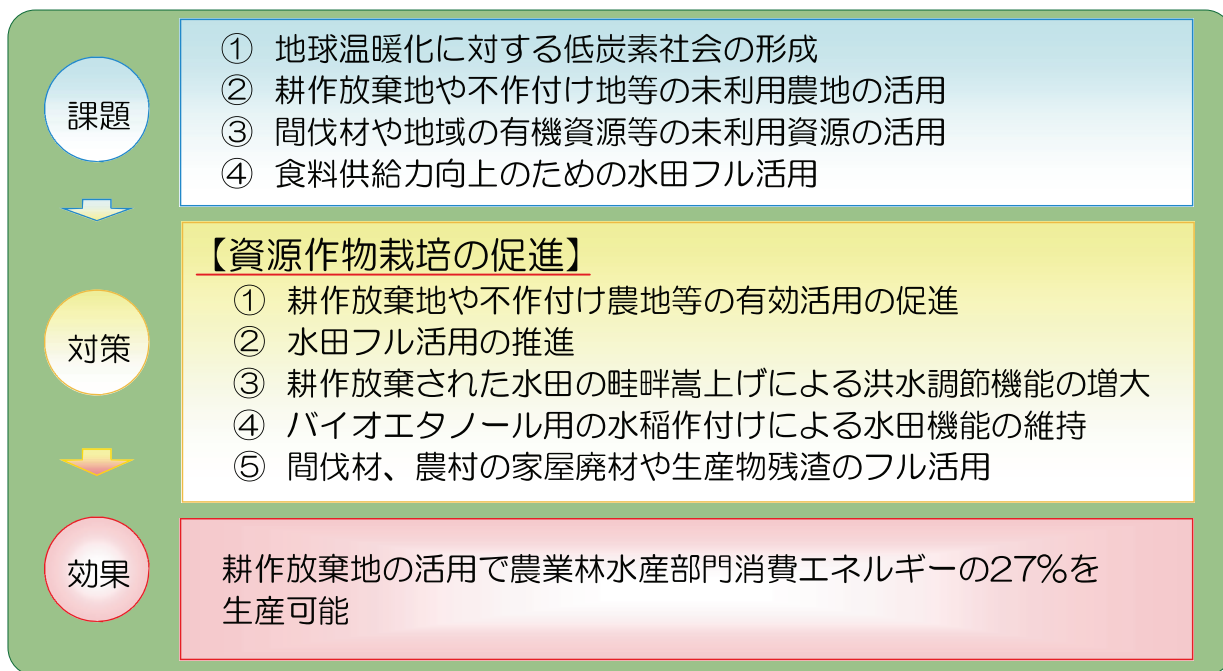 課題
① 地球温暖化に対する低炭素社会の形成
② 耕作放棄地や不作付け地等の未利用農地の活用
③ 間伐材や地域の有機資源等の未利用資源の活用
④ 食料供給力向上のための水田フル活用
対策
【資源作物栽培の促進】
① 耕作放棄地や不作付け農地等の有効活用の促進
② 水田フル活用の推進
③ 耕作放棄された水田の畦畔嵩上げによる洪水調節機能の増大
④ バイオエタノール用の水稲作付けによる水田機能の維持
⑤ 間伐材、農村の家屋廃材や生産物残渣のフル活用
効果
耕作放棄地の活用で農業林水産部門消費エネルギーの27%を
生産可能